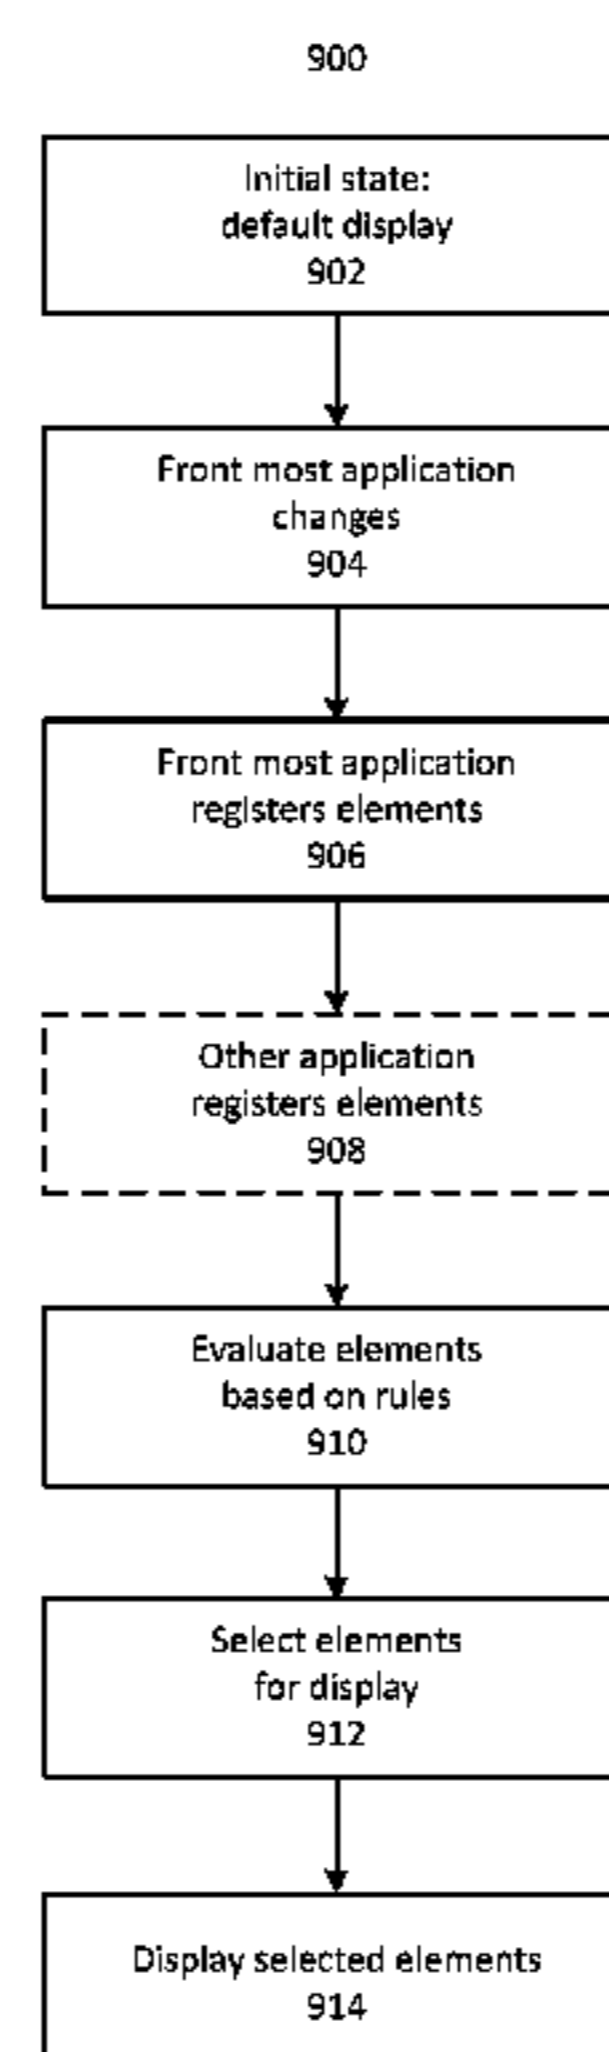 900
Initial state:
default display
902
Front most application
changes
904
Front most application
registers elements
906
Other application
registers elements
908
Evaluate elements
based on rules
910
Select elements
for display
912
Display selected elements
914